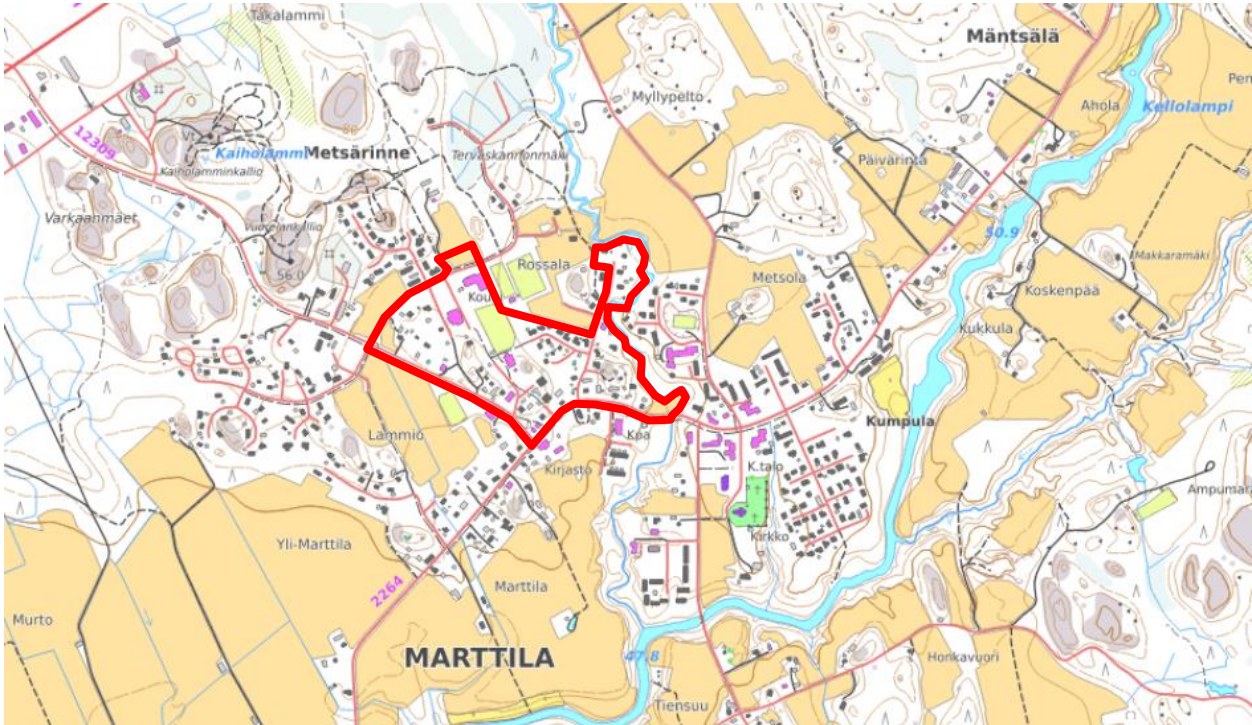 Takalammi
Mäntsälä
Pen
Myllypelto
Ahola
Kellolampi
12309
Kaiholammi
Metsärinne
Tervaskannonmäki
Päivärinta
Kaiholamminkallio
Varkaanmäet
Vuorelankallio
50.9
56.0
Rossala
Metsola
Makkaramäki
Koskenpää
Kou
Kukkula
Kumpula
Lammio
Kpa
Kirjasto
K.talo
Ampumara
Kirkko
Yli-Marttila
2264
Marttila
Murto
MARTTILA
47.8
Honkavuori
Tiensuu